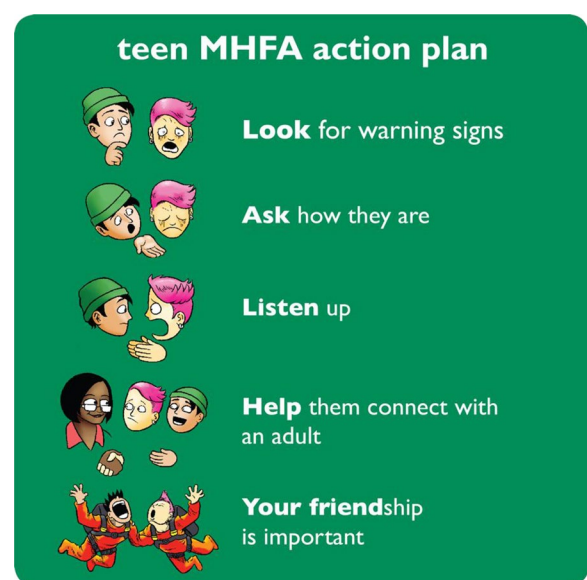 teen MHFA action plan
Look for warning signs
Ask how they are
Listen up
Help them connect with
an adult
Your friendship
is important